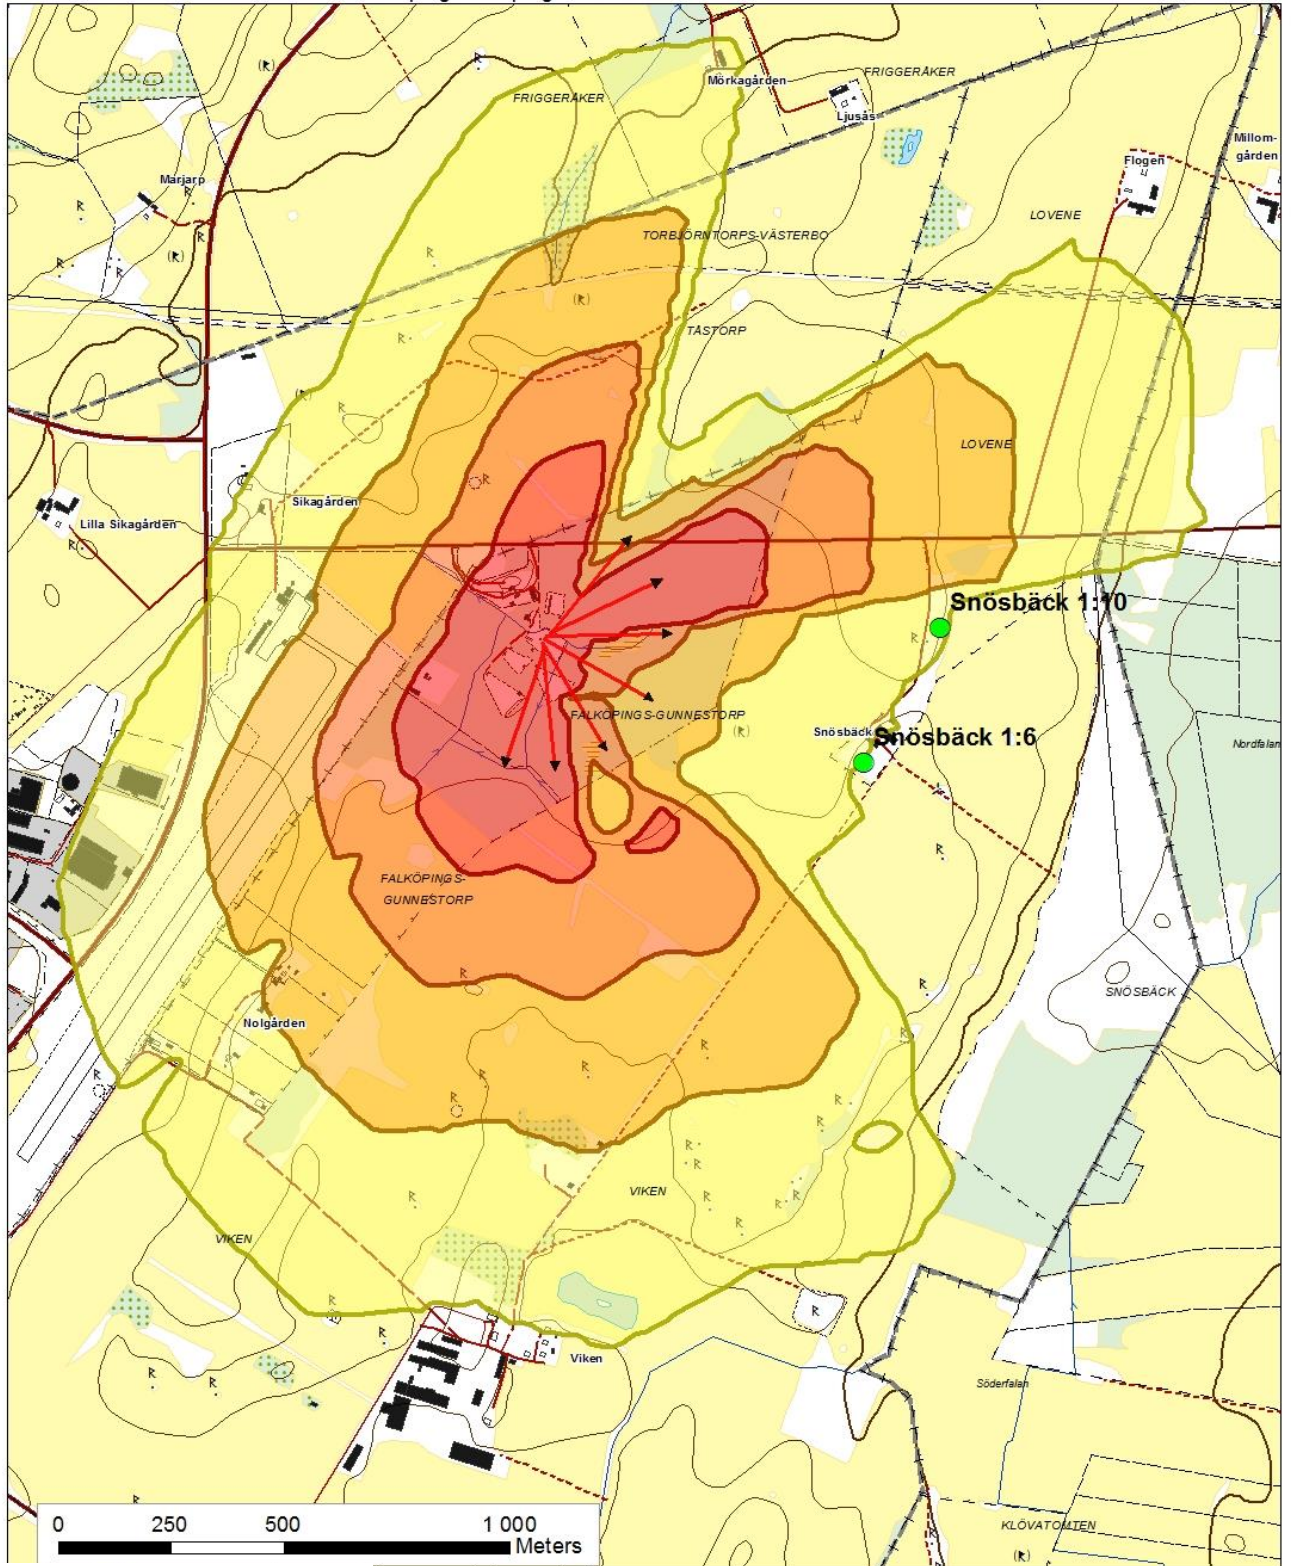 Mörkagården
FRIGGERÅKER
FRIGGERÅKER
Ljusås
Millom-
gården
Flogen
Marjarp
LOVENE
TORBJÖRNTORPS-VÄSTERBO
TÅSTORP
LOVENE
Sikagården
Lilla Sikagården
Snösbäck 1:10
FALKÖPINGS-GUNNESTORP
Snösbäck
Snösbäck 1:6
Nordfalan
FALKÖPINGS-
GUNNESTORP
SNÖSBÄCK
Nolgården
VIKEN
VIKEN
Viken
Söderfalan
KLÖVATOMTEN
0 250 500 1 000
Meters